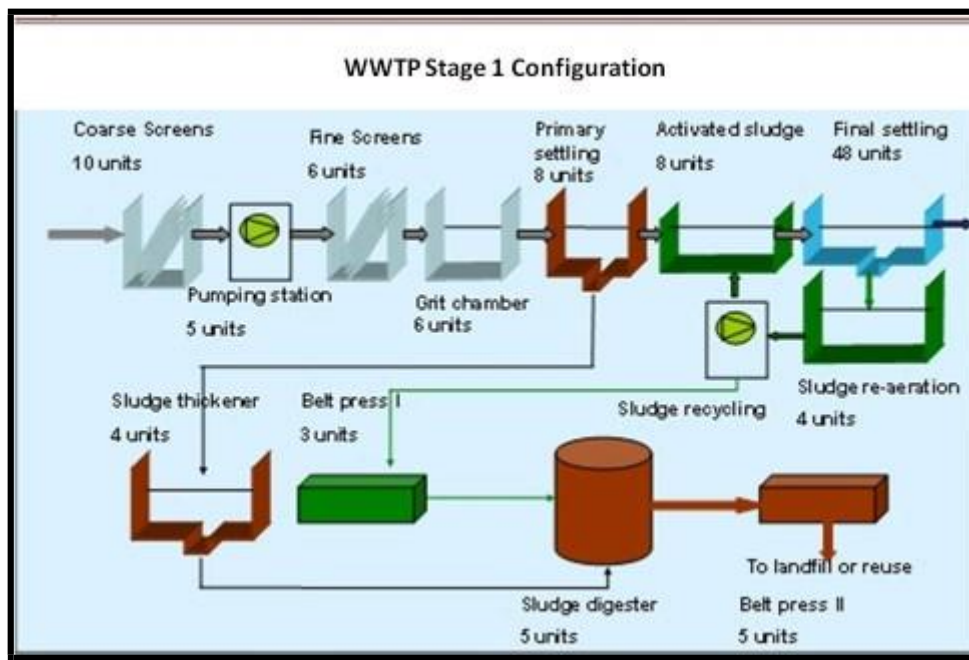 WWTP Stage 1 Configuration
Coarse Screens
10 units
Fine Screens
6 units
Primary
settling
8 units
Activated sludge
8 units
Final settling
48 units
Pumping station
5 units
Grit chamber
6 units
Sludge recycling
Sludge re-aeration
4 units
Sludge thickener
4 units
Belt press I
3 units
Sludge digester
5 units
To landfill or reuse
Belt press II
5 units